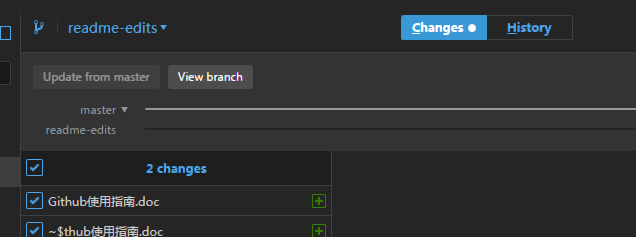 readme-edits
Changes
History
Update from master
View branch
master
readme-edits
2 changes
Github使用指南.doc
~$thub使用指南.doc